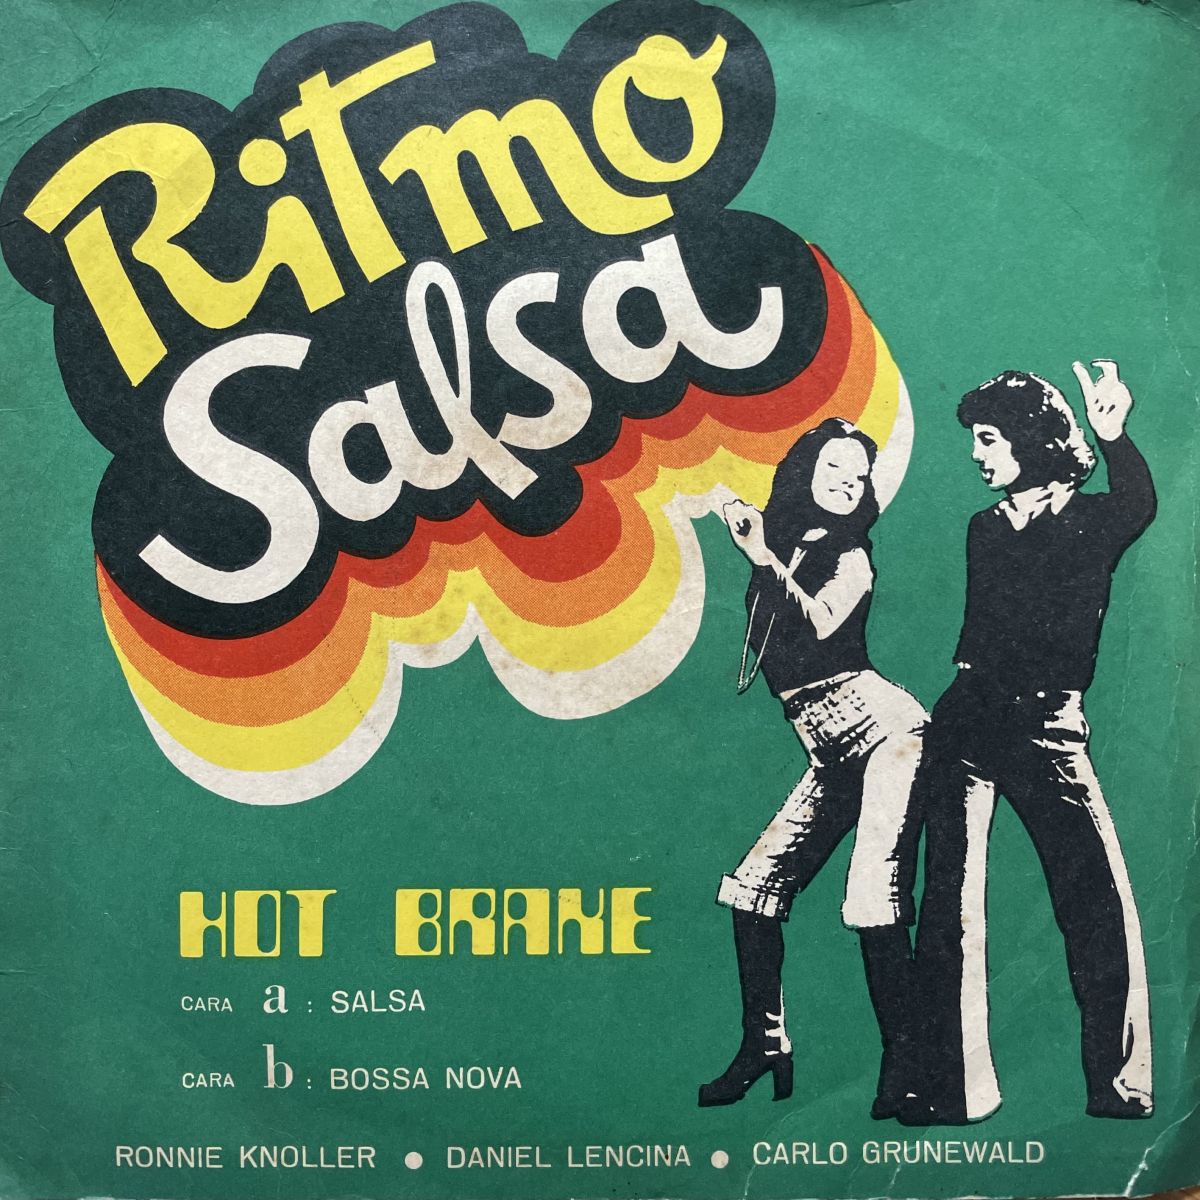 Ritmo
Salsa
HOT BRAKE
CARA a : SALSA
CARA b : BOSSA NOVA
RONNIE KNOLLER ● DANIEL LENCINA ● CARLO GRUNEWALD